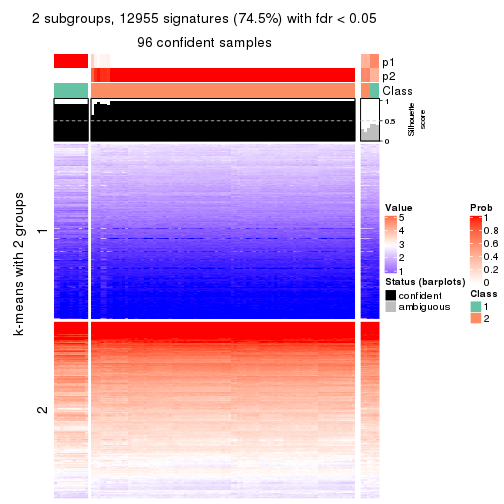 2 subgroups, 12955 signatures (74.5%) with fdr < 0.05
96 confident samples
p1
p2
Class
1
0.5
0
Silhouette
score
k-means with 2 groups
1
2
Value
5
4
3
2
1
Status (barplots)
confident
ambiguous
Prob
1
0.8
0.6
0.4
0.2
0
Class
1
2